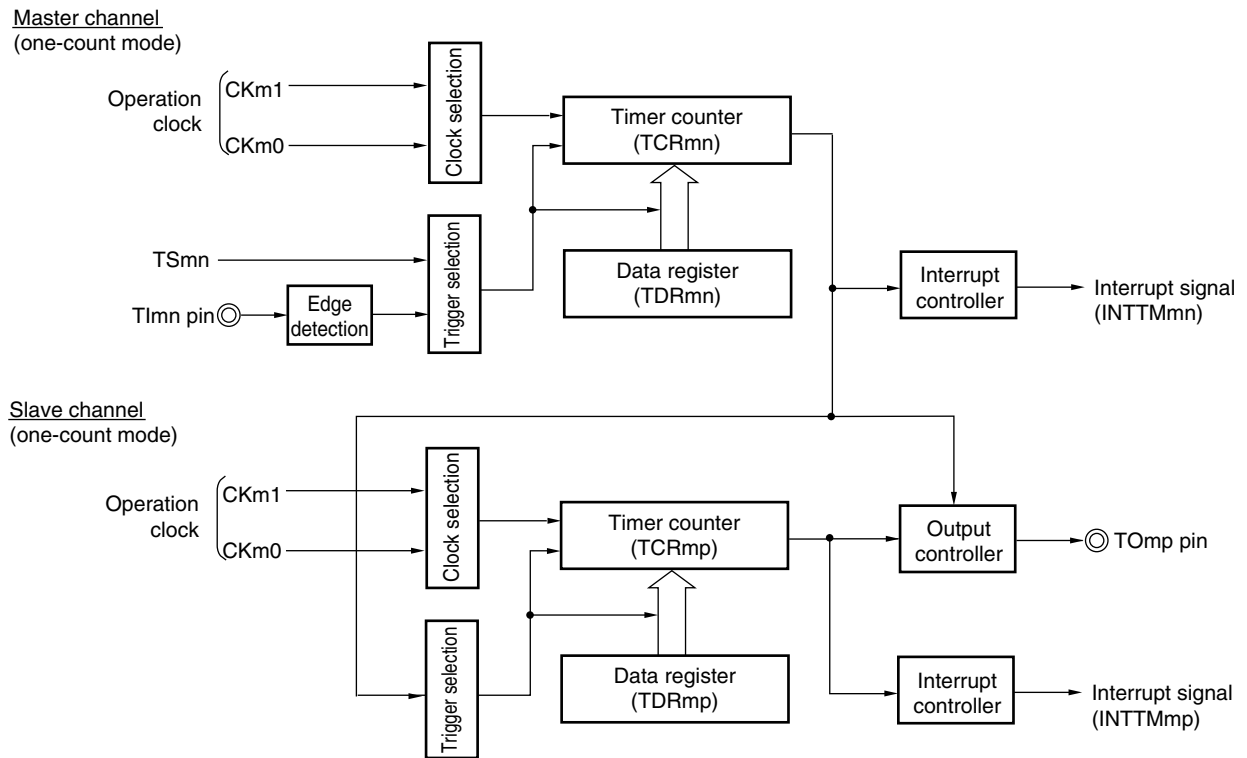 Master channel
(one-count mode)
Operation
clock
CKm1
CKm0
Clock selection
Timer counter
(TCRmn)
TSmn
TImn pin
Edge
detection
Trigger selection
Data register
(TDRmn)
Interrupt
controller
Interrupt signal
(INTTMmn)
Slave channel
(one-count mode)
Operation
clock
CKm1
CKm0
Clock selection
Timer counter
(TCRmp)
Output
controller
TOmp pin
Trigger selection
Data register
(TDRmp)
Interrupt
controller
Interrupt signal
(INTTMmp)